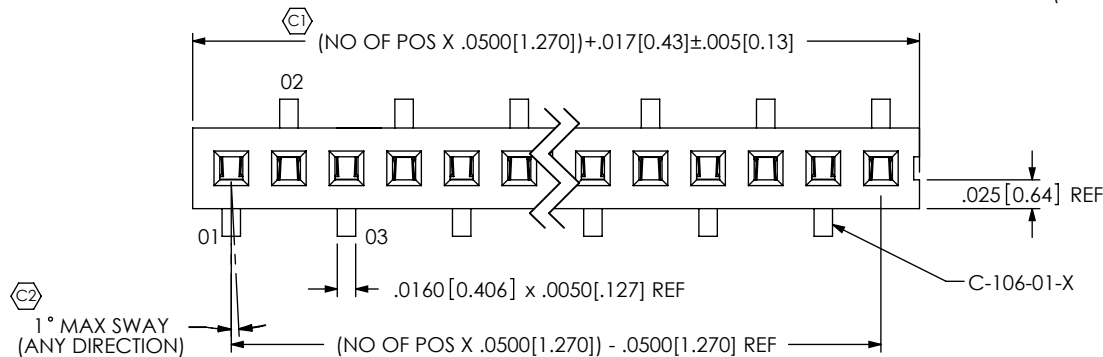 (
C1
(NO OF POS X .0500[1.270])+.017[0.43]±.005[0.13]
02
.025[0.64] REF
01
03
C-106-01-X
.0160[0.406] x .0050[.127] REF
C2
1° MAX SWAY
(ANY DIRECTION)
(NO OF POS X .0500[1.270]) - .0500[1.270] REF